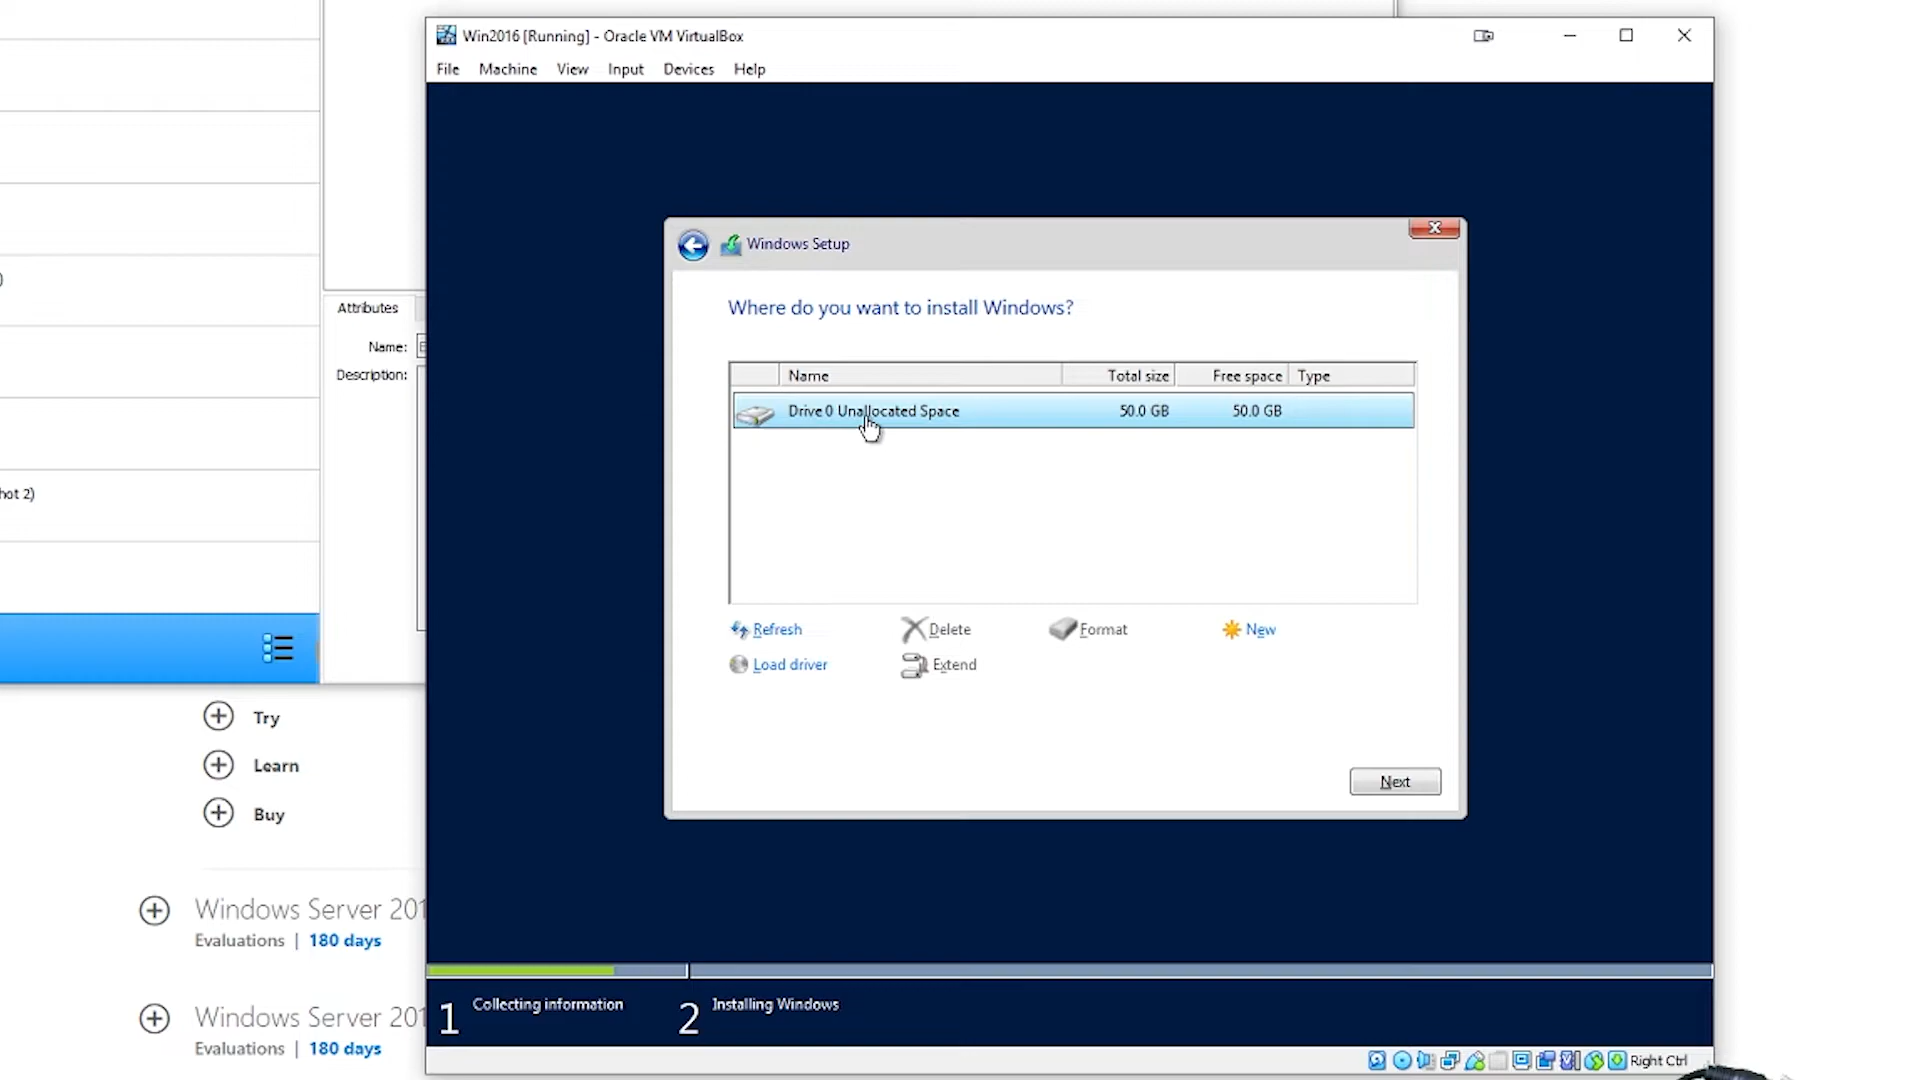 Win2016 [Running] - Oracle VM VirtualBox
File Machine View Input Devices Help
Windows Setup
Where do you want to install Windows?
Name Total size Free space Type
Drive 0 Unallocated Space 50.0 GB 50.0 GB
Refresh Delete Format New
Load driver Extend
Next
1 Collecting information 2 Installing Windows
Right Ctrl
Attributes
Name:
Description:
hot 2)
Try
Learn
Buy
Windows Server 201
Evaluations | 180 days
Windows Server 201
Evaluations | 180 days